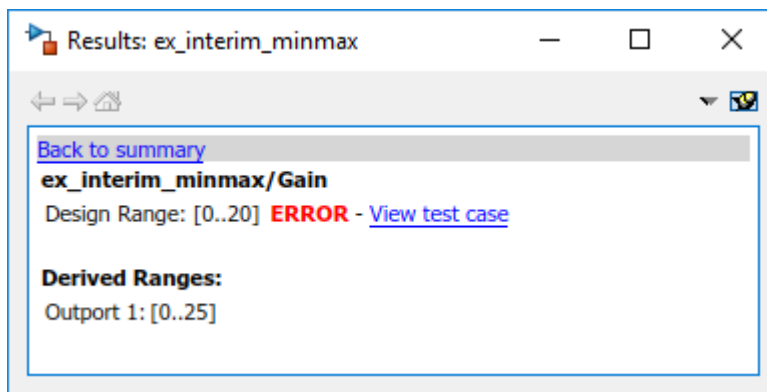 Results: ex_interim_minmax
Back to summary
ex_interim_minmax/Gain
Design Range: [0..20] ERROR - View test case
Derived Ranges:
Outport 1: [0..25]